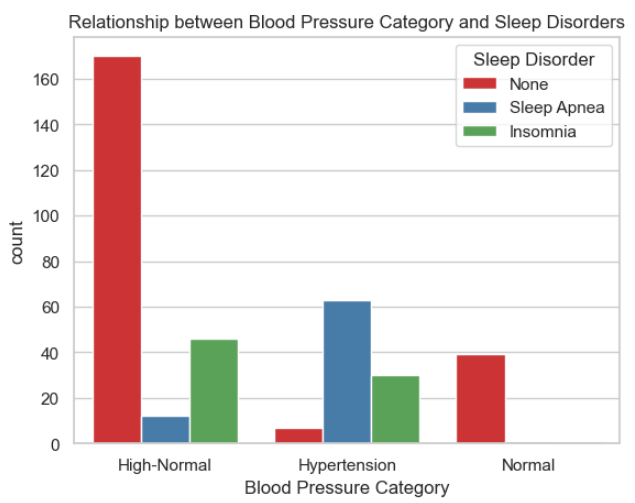 Relationship between Blood Pressure Category and Sleep Disorders
Sleep Disorder
None
Sleep Apnea
Insomnia
160
140
120
100
80
60
40
20
0
count
High-Normal Hypertension Normal
Blood Pressure Category